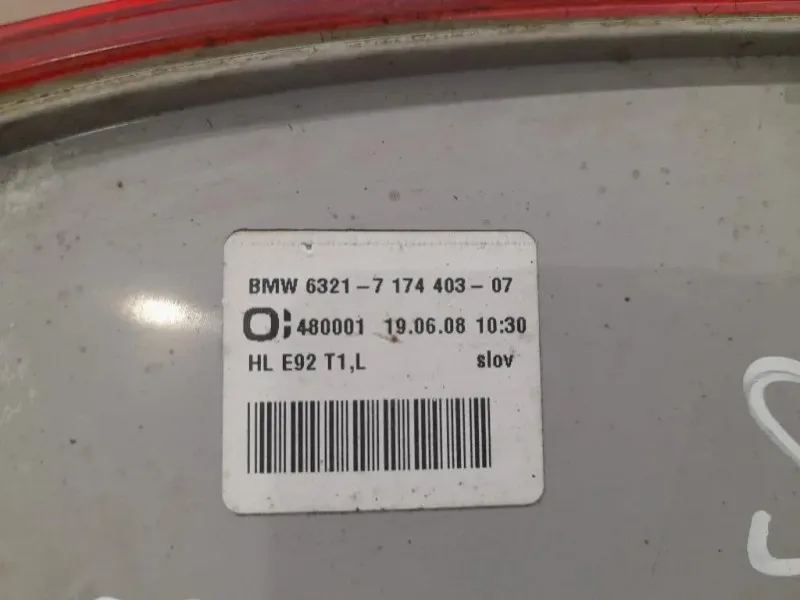 BMW 6321-7 174 403-07
480001 19.06.08 10:30
HL E92 T1,L slov